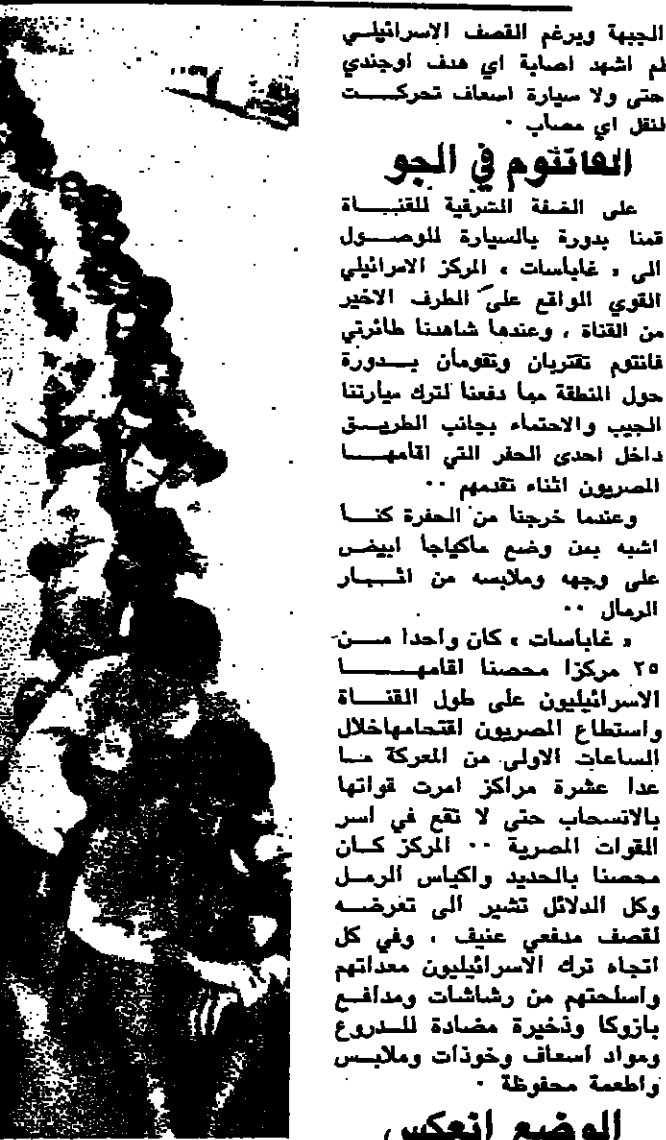 الجبهة وبرغم القصف الاسرائيلي
لم اشهد اصابة اي هدف اوجندي
حتى ولا سيارة اسعاف تحركت
لنقل اي مصاب ·
الفانتوم في الجو
على الضفة الشرقية للقناة
قمنا بدورة بالسيارة للوصول
الى « غاباسات » المركز الاسرائيلي
القوي الواقع على الطرف الاخير
من القناة ، وعندها شاهدنا طائرتي
فانتوم تقتربان وتقومان بدورة
حول المنطقة مما دفعنا لترك سيارتنا
الجيب والاحتماء بجانب الطريق
داخل احدى الحفر التي اقامها
المصريون اثناء تقدمهم ··
وعندما خرجنا من الحفرة كنا
اشبه بمن وضع ماكياجا ابيض
على وجهه وملابسه من اثار
الرمال ··
« غاباسات » كان واحدا من
٢٥ مركزا محصنا اقامها
الاسرائيليون على طول القناة
واستطاع المصريون اقتحامهاخلال
الساعات الاولى من المعركة ما
عدا عشرة مراكز امرت قواتها
بالانسحاب حتى لا تقع في اسر
القوات المصرية ·· المركز كان
محصنا بالحديد واكياس الرمل
وكل الدلائل تشير الى تعرضه
لقصف مدفعي عنيف ، وفي كل
اتجاه ترك الاسرائيليون معداتهم
واسلحتهم من رشاشات ومدافع
بازوكا وذخيرة مضادة للدروع
ومواد اسعاف وخوذات وملابس
واطعمة محفوظة ·
الوضع انعكس